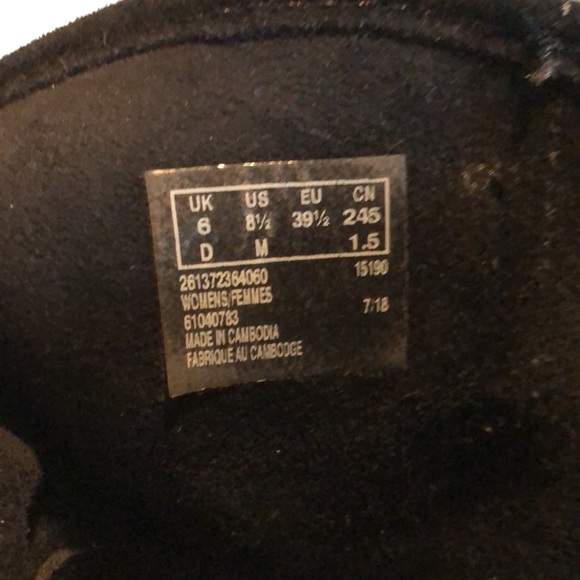 UK US EU CN
6 8½ 39½ 245
D M 1.5
261372364060 15190
WOMENS/FEMMES
61040783 7/18
MADE IN CAMBODIA
FABRIQUE AU CAMBODGE